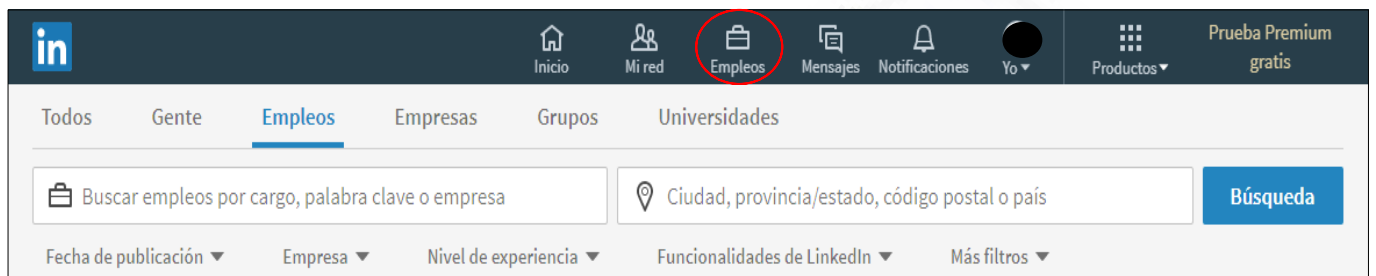 in
Inicio
Mi red
Empleos
Mensajes
Notificaciones
Yo
Productos
Prueba Premium
gratis
Todos Gente Empleos Empresas Grupos Universidades
Buscar empleos por cargo, palabra clave o empresa
Ciudad, provincia/estado, código postal o país
Búsqueda
Fecha de publicación Empresa Nivel de experiencia Funcionalidades de LinkedIn Más filtros